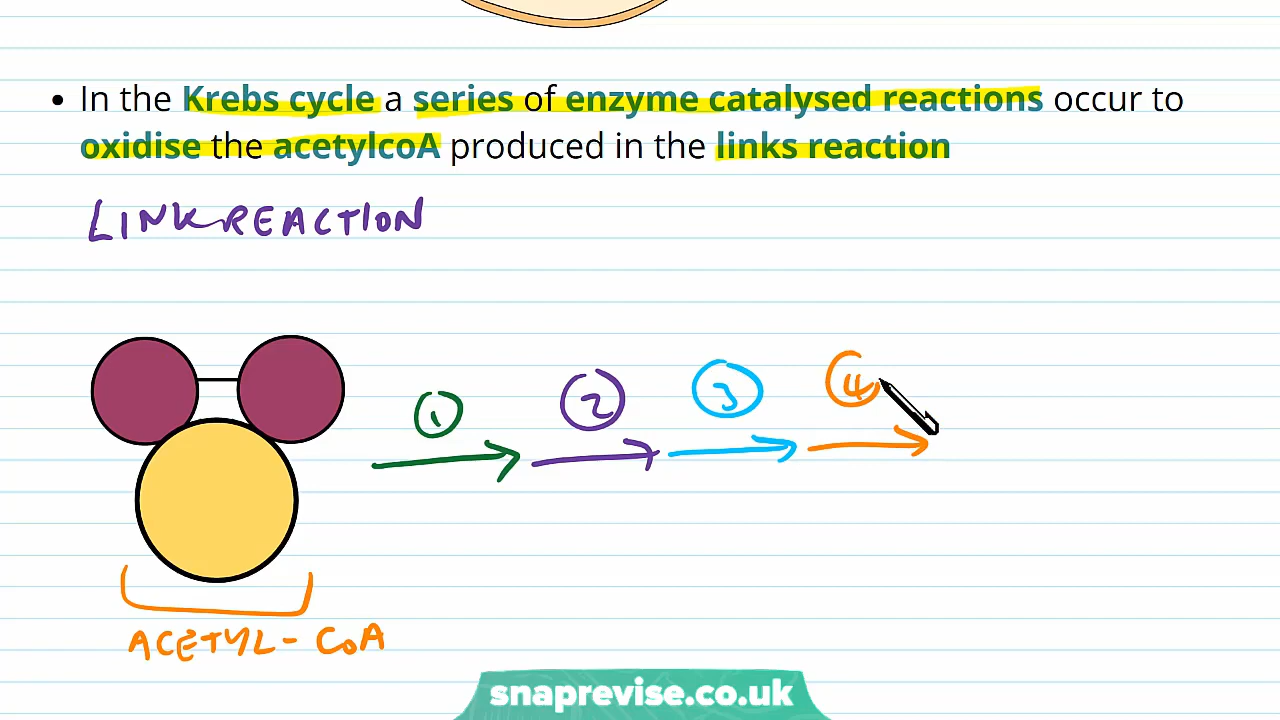 • In the Krebs cycle a series of enzyme catalysed reactions occur to
oxidise the acetylcoA produced in the links reaction
LINK REACTION
1 2 3 4
ACETYL - CoA
snaprevise.co.uk